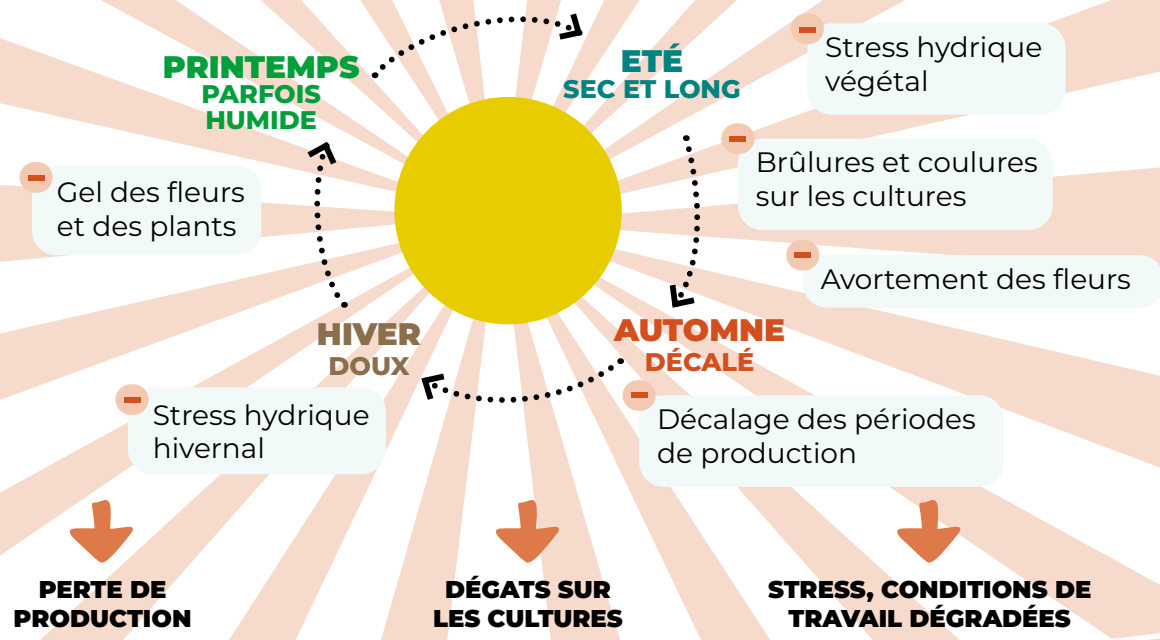 PRINTEMPS
PARFOIS
HUMIDE
ETÉ
SEC ET LONG
Stress hydrique
végétal
Brûlures et coulures
sur les cultures
Avortement des fleurs
Gel des fleurs
et des plants
HIVER
DOUX
AUTOMNE
DÉCALÉ
Stress hydrique
hivernal
Décalage des périodes
de production
PERTE DE
PRODUCTION
DÉGATS SUR
LES CULTURES
STRESS, CONDITIONS DE
TRAVAIL DÉGRADÉES